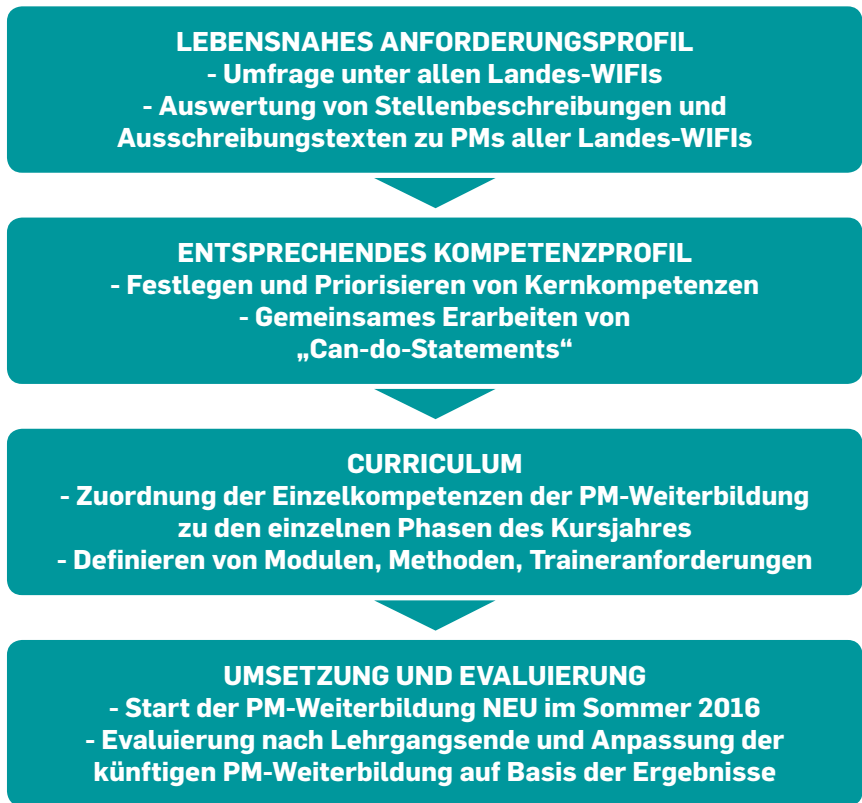 LEBENSNAHES ANFORDERUNGSPROFIL
- Umfrage unter allen Landes-WIFIs
- Auswertung von Stellenbeschreibungen und
Ausschreibungstexten zu PMs aller Landes-WIFIs
ENTSPRECHENDES KOMPETENZPROFIL
- Festlegen und Priorisieren von Kernkompetenzen
- Gemeinsames Erarbeiten von
„Can-do-Statements“
CURRICULUM
- Zuordnung der Einzelkompetenzen der PM-Weiterbildung
zu den einzelnen Phasen des Kursjahres
- Definieren von Modulen, Methoden, Traineranforderungen
UMSETZUNG UND EVALUIERUNG
- Start der PM-Weiterbildung NEU im Sommer 2016
- Evaluierung nach Lehrgangsende und Anpassung der
künftigen PM-Weiterbildung auf Basis der Ergebnisse